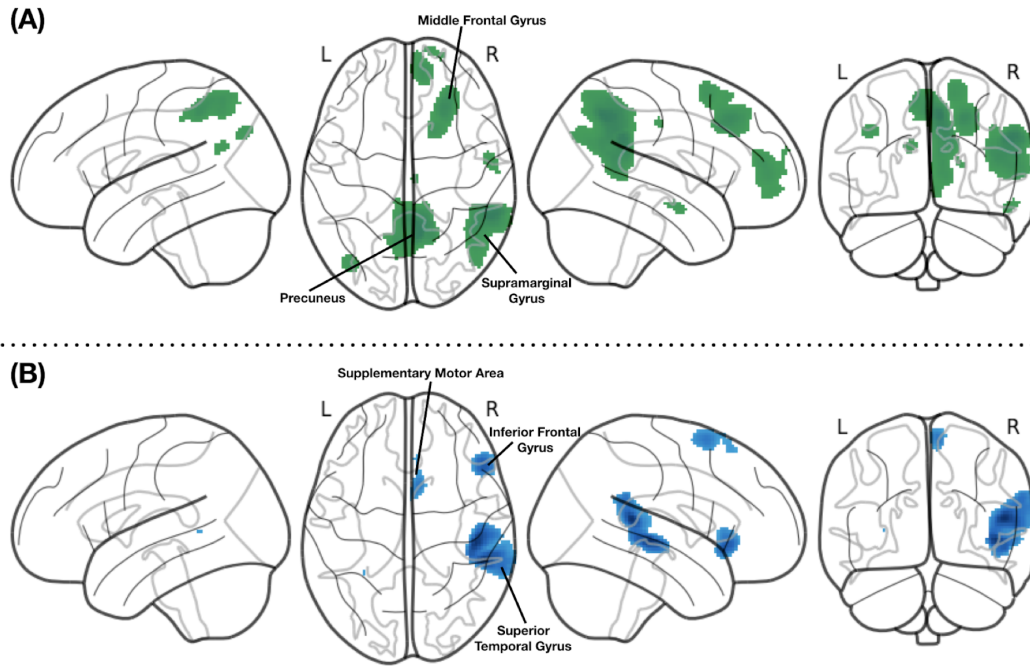 (A)
Middle Frontal Gyrus
L
R
L
R
Precuneus
Supramarginal
Gyrus
(B)
Supplementary Motor Area
L
R
Inferior Frontal
Gyrus
L
R
Superior
Temporal Gyrus